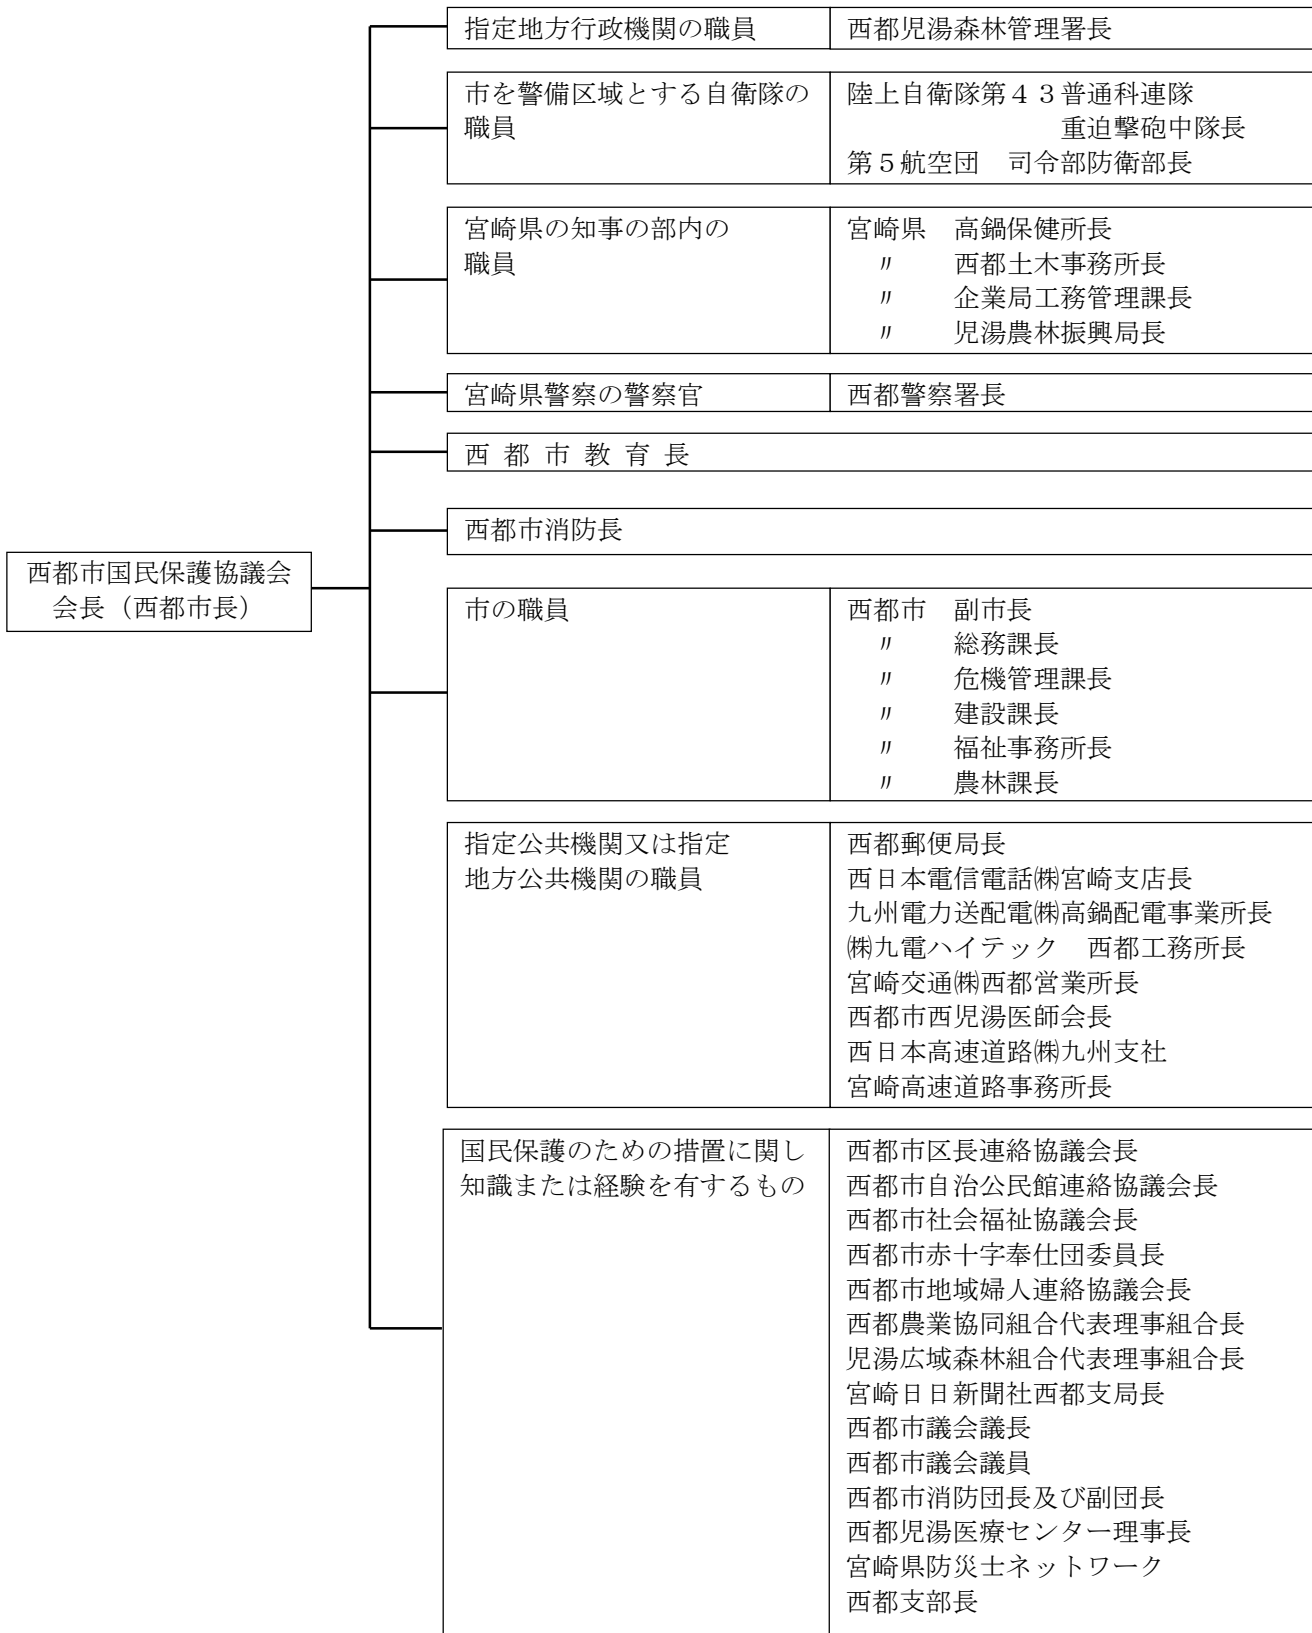 指定地方行政機関の職員
西都児湯森林管理署長
市を警備区域とする自衛隊の
職員
陸上自衛隊第４３普通科連隊
重迫撃砲中隊長
第５航空団　司令部防衛部長
宮崎県の知事の部内の
職員
宮崎県　高鍋保健所長
〃　西都土木事務所長
〃　企業局工務管理課長
〃　児湯農林振興局長
宮崎県警察の警察官
西都警察署長
西都市教育長
西都市消防長
西都市国民保護協議会
会長（西都市長）
市の職員
西都市　副市長
〃　総務課長
〃　危機管理課長
〃　建設課長
〃　福祉事務所長
〃　農林課長
指定公共機関又は指定
地方公共機関の職員
西都郵便局長
西日本電信電話㈱宮崎支店長
九州電力送配電㈱高鍋配電事業所長
㈱九電ハイテック　西都工務所長
宮崎交通㈱西都営業所長
西都市西児湯医師会長
西日本高速道路㈱九州支社
宮崎高速道路事務所長
国民保護のための措置に関し
知識または経験を有するもの
西都市区長連絡協議会長
西都市自治公民館連絡協議会長
西都市社会福祉協議会長
西都市赤十字奉仕団委員長
西都市地域婦人連絡協議会長
西都農業協同組合代表理事組合長
児湯広域森林組合代表理事組合長
宮崎日日新聞社西都支局長
西都市議会議長
西都市議会議員
西都市消防団長及び副団長
西都児湯医療センター理事長
宮崎県防災士ネットワーク
西都支部長